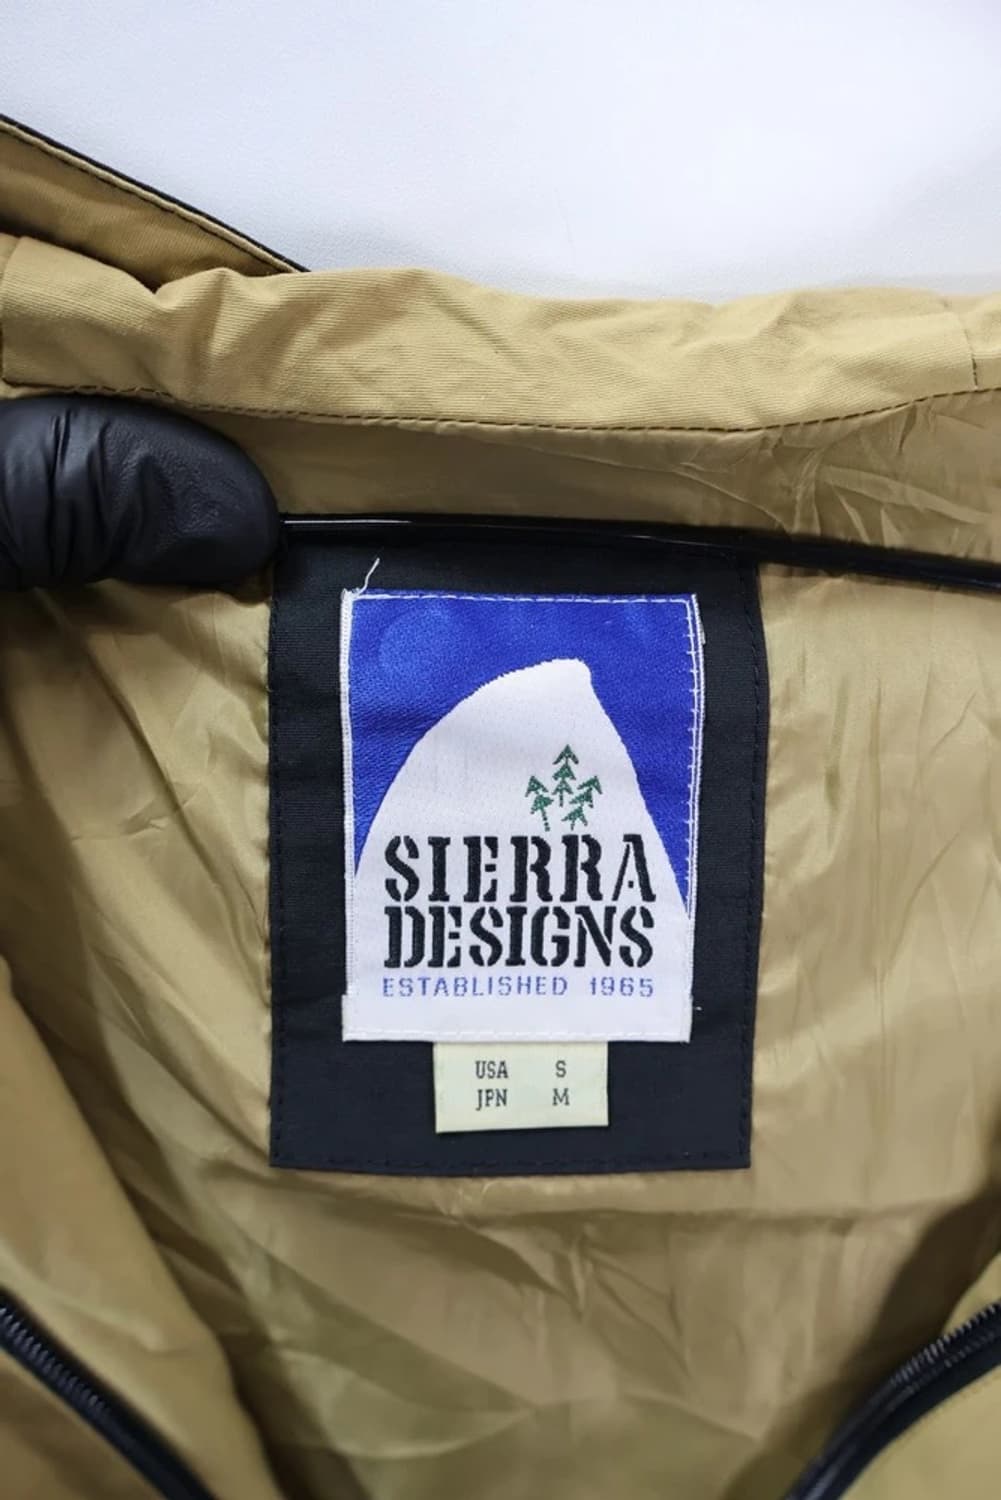 SIERRA
DESIGNS
ESTABLISHED 1965
USA S
JPN M